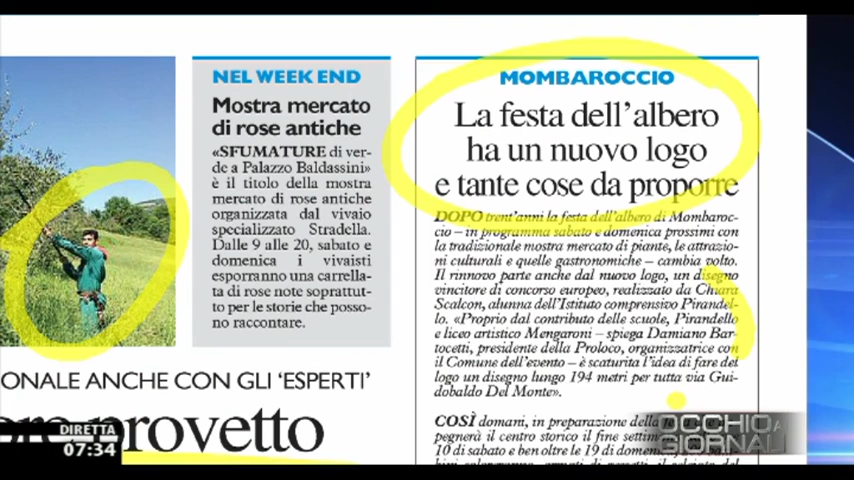 NEL WEEK END
Mostra mercato
di rose antiche
«SFUMATURE di ver-
de a Palazzo Baldassini»
è il titolo della mostra
mercato di rose antiche
organizzata dal vivaio
specializzato Stradella.
Dalle 9 alle 20, sabato e
domenica i vivaisti
esporranno una carrella-
ta di rose note soprattut-
to per le storie che posso-
no raccontare.
MOMBAROCCIO
La festa dell'albero
ha un nuovo logo
e tante cose da proporre
DOPO trent'anni la festa dell'albero di Mombaroc-
cio – in programma sabato e domenica prossimi con
la tradizionale mostra mercato di piante, le attrazio-
ni culturali e quelle gastronomiche – cambia volto.
Il rinnovo parte anche dal nuovo logo, un disegno
vincitore di concorso europeo, realizzato da Chiara
Scalcon, alunna dell'Istituto comprensivo Pirandel-
lo. «Proprio dal contributo delle scuole, Pirandello
e liceo artistico Mengaroni – spiega Damiano Bar-
tocetti, presidente della Proloco, organizzatrice con
il Comune dell'evento – è scaturita l'idea di fare del
logo un disegno lungo 194 metri per tutta via Gui-
dobaldo Del Monte».
COSÌ domani, in preparazione della
pegnerà il centro storico il fine settim
10 di sabato e ben oltre le 19 di domen
ONALE ANCHE CON GLI 'ESPERTI'
provetto
DIRETTA
07:34
OCCHIO AI
GIORNALI